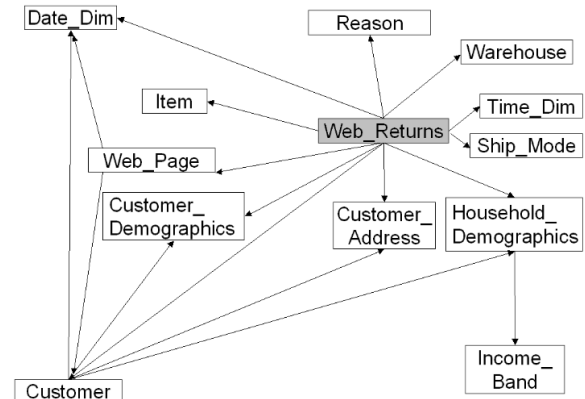 Date_Dim
Reason
Warehouse
Item
Time_Dim
Web_Returns
Ship_Mode
Web_Page
Customer_
Demographics
Customer_
Address
Household_
Demographics
Income_
Band
Customer